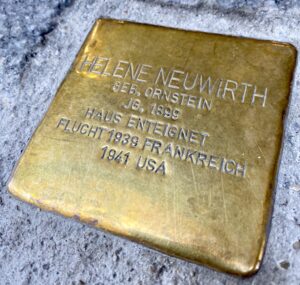 HELENE NEUWIRTH
GEB. ORNSTEIN
JG. 1899
HAUS ENTEIGNET
FLUCHT 1939 FRANKREICH
1941 USA